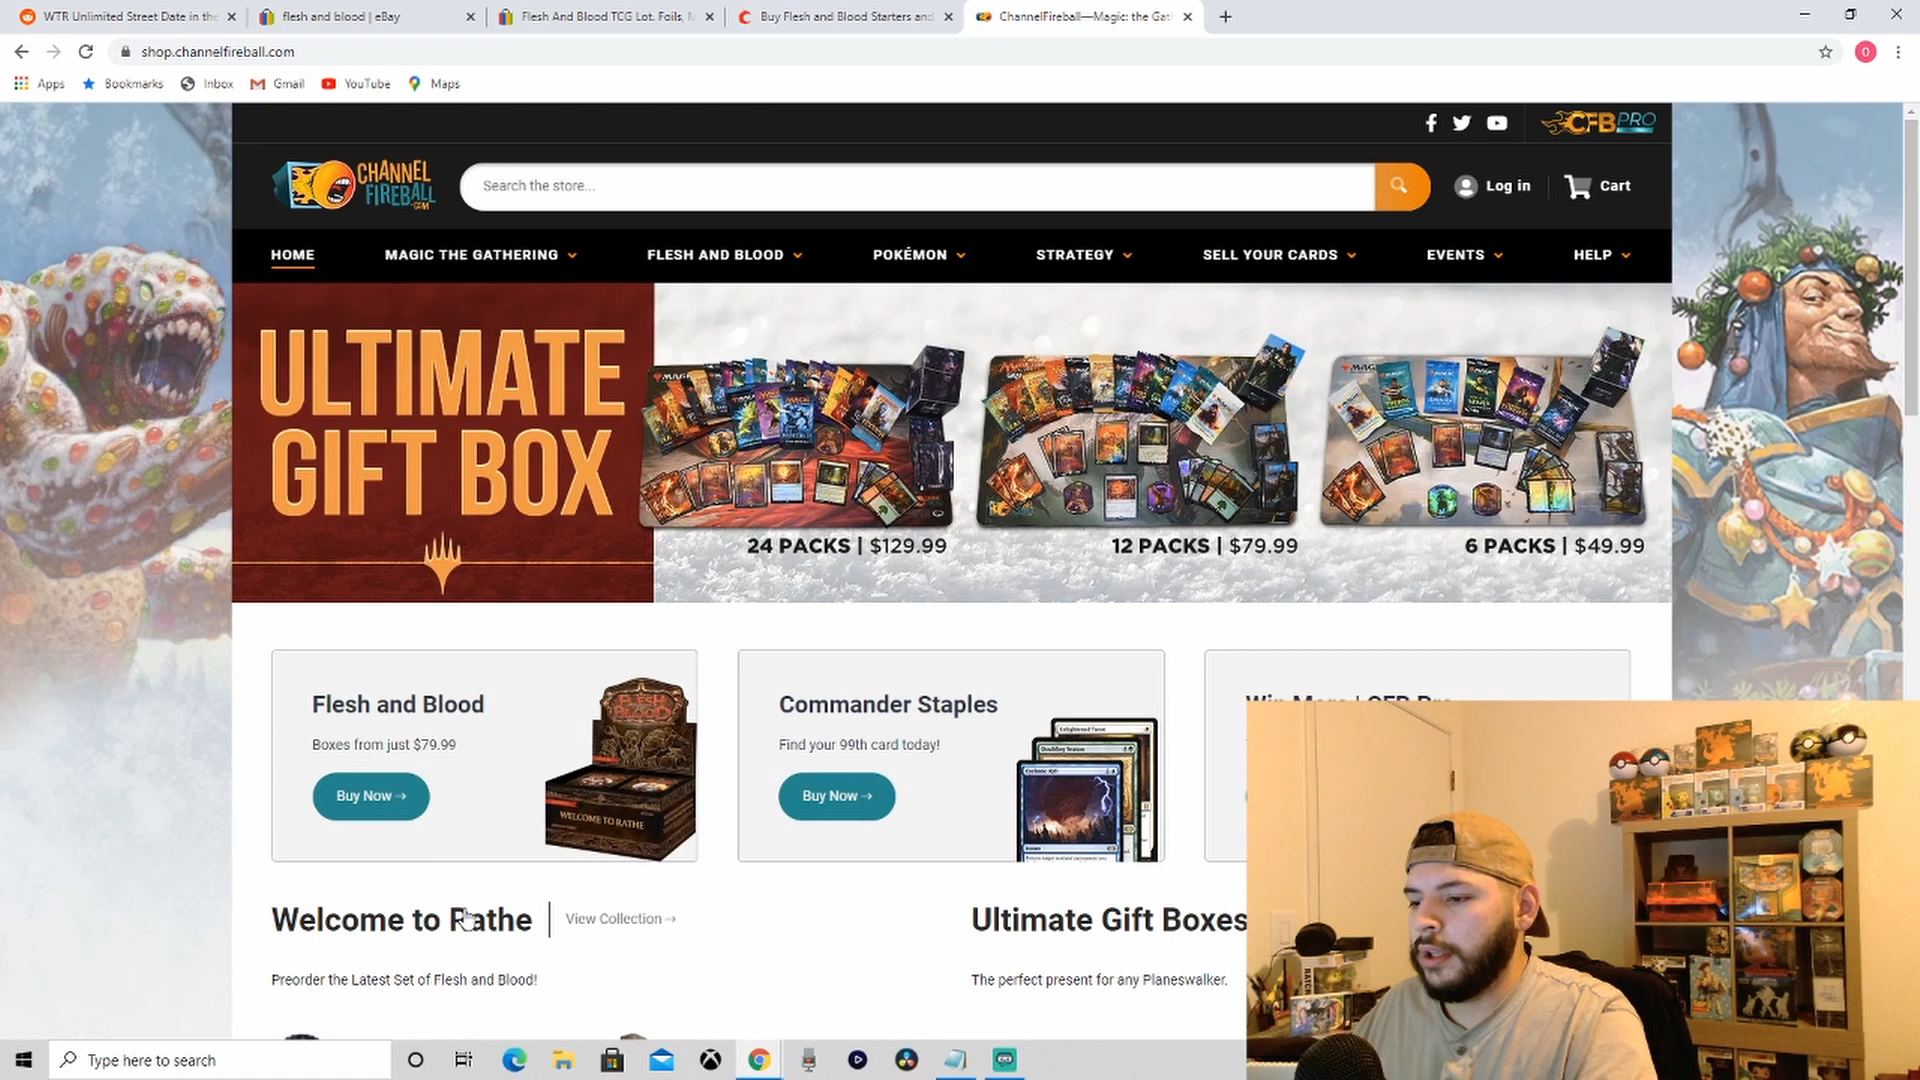 WTR Unlimited Street Date in the
flesh and blood | eBay
Flesh And Blood TCG Lot. Foils, M
Buy Flesh and Blood Starters and
ChannelFireball—Magic: the Gat
shop.channelfireball.com
Apps
Bookmarks
Inbox
Gmail
YouTube
Maps
CFB PRO
CHANNEL
FIREBALL
.COM
Search the store...
Log in
Cart
HOME
MAGIC THE GATHERING
FLESH AND BLOOD
POKÉMON
STRATEGY
SELL YOUR CARDS
EVENTS
HELP
ULTIMATE
GIFT BOX
24 PACKS | $129.99
12 PACKS | $79.99
6 PACKS | $49.99
Flesh and Blood
Boxes from just $79.99
Buy Now →
FLESH
BLOOD
WELCOME TO RATHE
Commander Staples
Find your 99th card today!
Buy Now →
Welcome to Rathe
View Collection →
Preorder the Latest Set of Flesh and Blood!
Ultimate Gift Boxes
The perfect present for any Planeswalker.
Type here to search